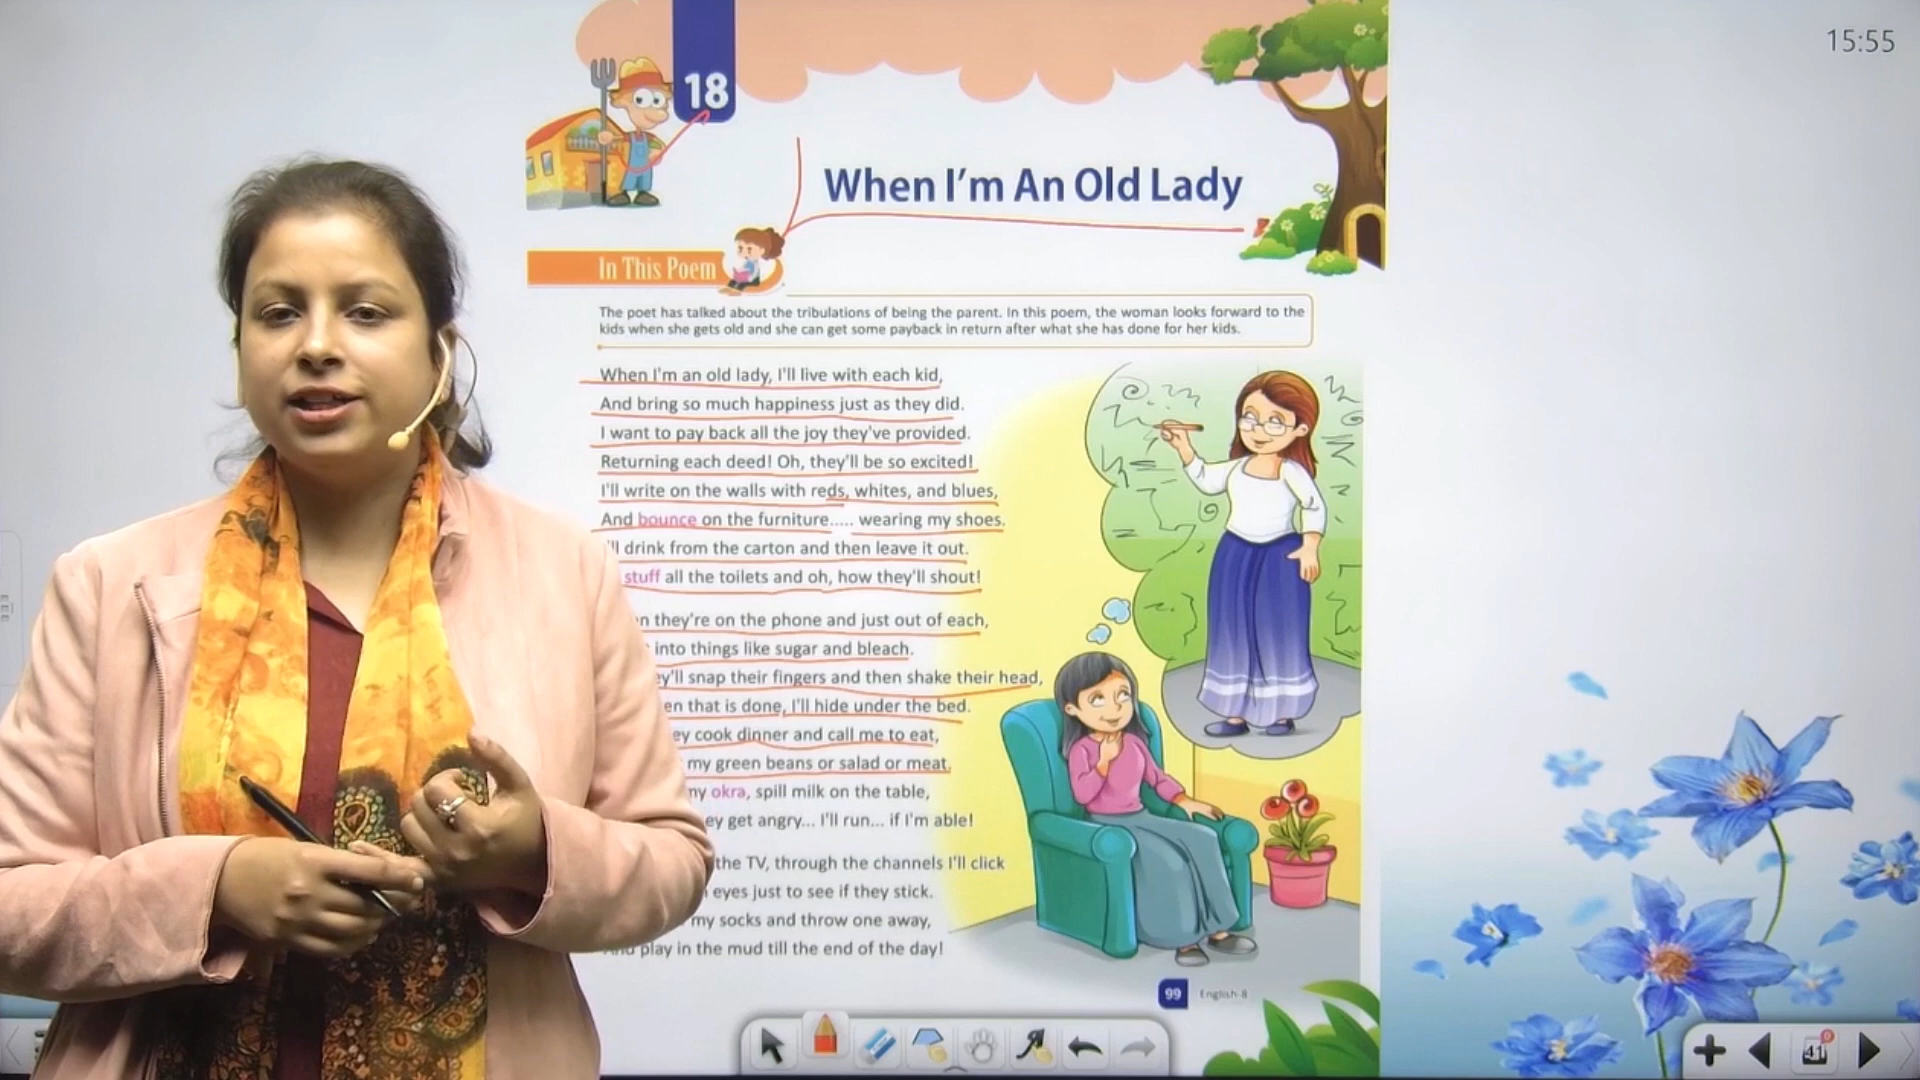 15:55
18
When I'm An Old Lady
In This Poem
The poet has talked about the tribulations of being the parent. In this poem, the woman looks forward to the
kids when she gets old and she can get some payback in return after what she has done for her kids.
When I'm an old lady, I'll live with each kid,
And bring so much happiness just as they did.
I want to pay back all the joy they've provided.
Returning each deed! Oh, they'll be so excited!
I'll write on the walls with reds, whites, and blues,
And bounce on the furniture..... wearing my shoes.
'll drink from the carton and then leave it out.
stuff all the toilets and oh, how they'll shout!
they're on the phone and just out of each,
into things like sugar and bleach.
y'll snap their fingers and then shake their head,
en that is done, I'll hide under the bed.
ey cook dinner and call me to eat,
my green beans or salad or meat.
my okra, spill milk on the table,
ey get angry... I'll run... if I'm able!
the TV, through the channels I'll click
eyes just to see if they stick.
my socks and throw one away,
And play in the mud till the end of the day!
99 English-8
41